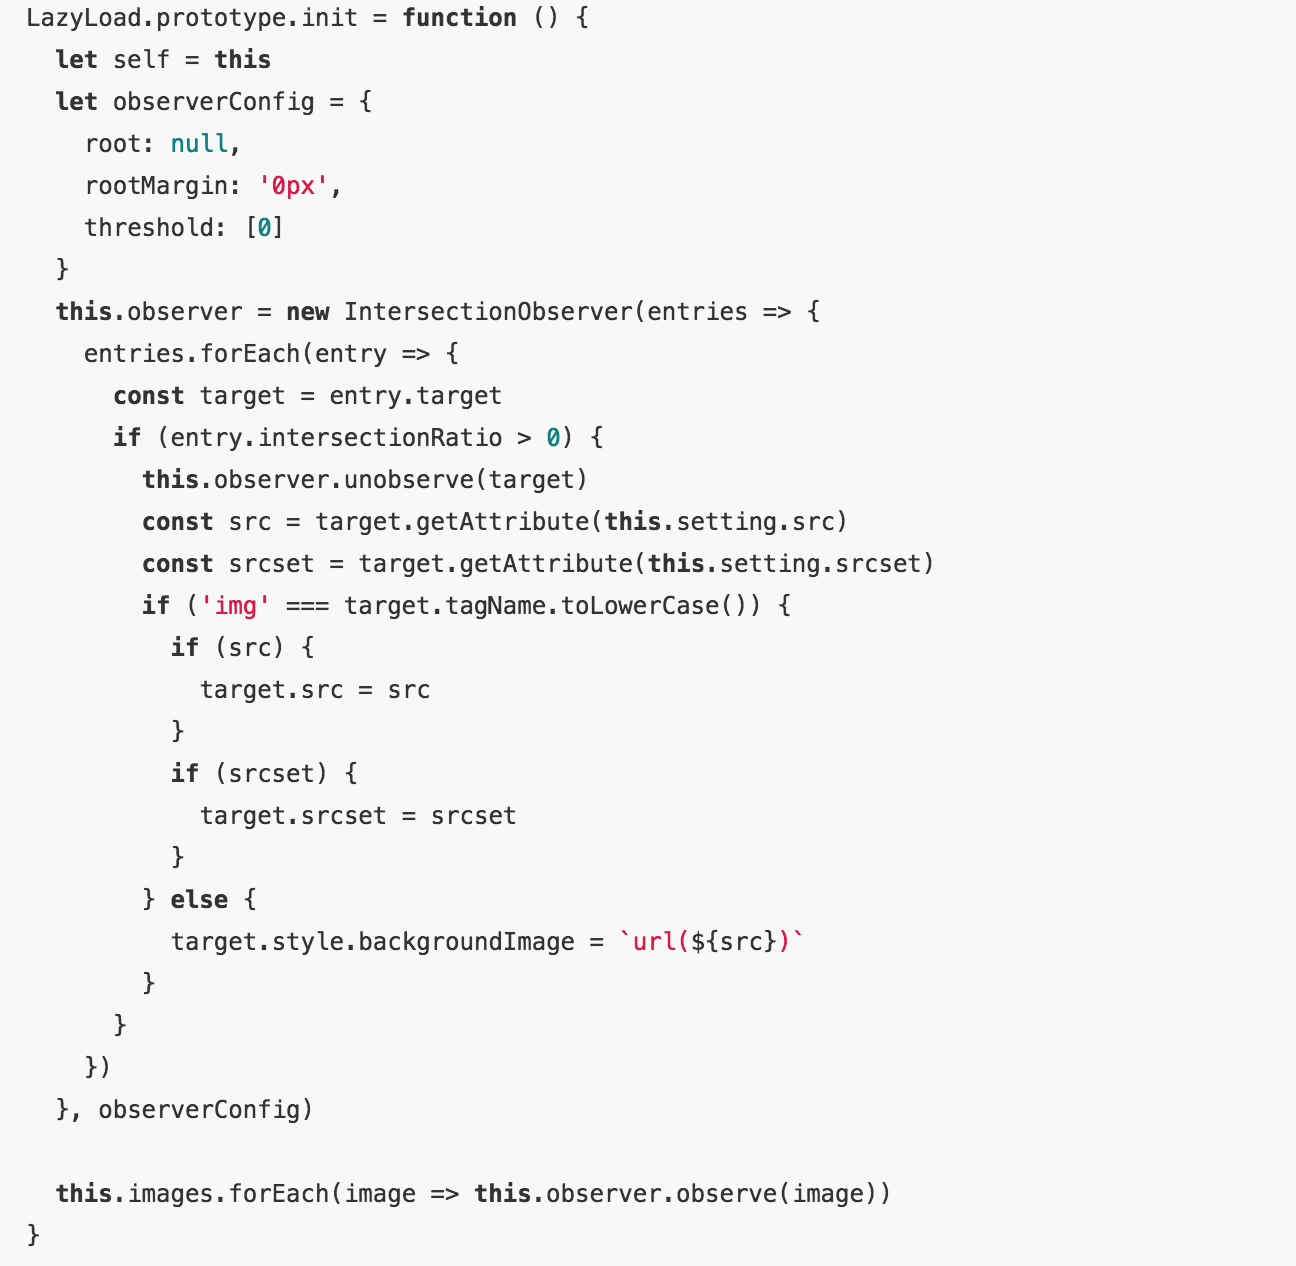 LazyLoad.prototype.init = function () {
  let self = this
  let observerConfig = {
    root: null,
    rootMargin: '0px',
    threshold: [0]
  }
  this.observer = new IntersectionObserver(entries => {
    entries.forEach(entry => {
      const target = entry.target
      if (entry.intersectionRatio > 0) {
        this.observer.unobserve(target)
        const src = target.getAttribute(this.setting.src)
        const srcset = target.getAttribute(this.setting.srcset)
        if ('img' === target.tagName.toLowerCase()) {
          if (src) {
            target.src = src
          }
          if (srcset) {
            target.srcset = srcset
          }
        } else {
          target.style.backgroundImage = `url(${src})`
        }
      }
    })
  }, observerConfig)

  this.images.forEach(image => this.observer.observe(image))
}